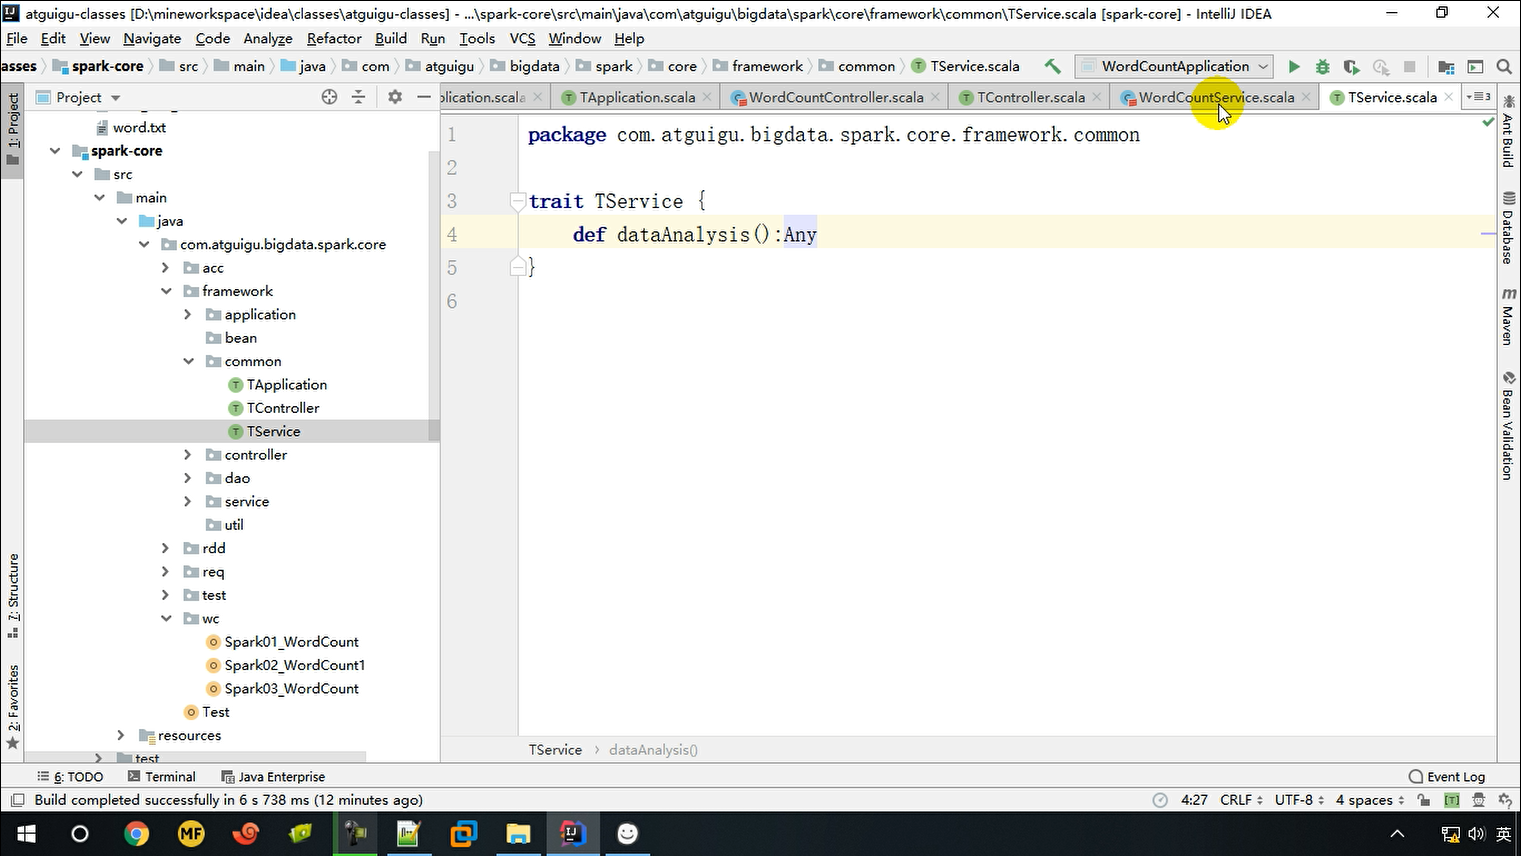 atguigu-classes [D:\mineworkspace\idea\classes\atguigu-classes] - ...\spark-core\src\main\java\com\atguigu\bigdata\spark\core\framework\common\TService.scala [spark-core] - IntelliJ IDEA
File Edit View Navigate Code Analyze Refactor Build Run Tools VCS Window Help
asses spark-core src main java com atguigu bigdata spark core framework common TService.scala WordCountApplication
Project
plication.scala TApplication.scala WordCountController.scala TController.scala WordCountService.scala TService.scala 3
1: Project
7: Structure
2: Favorites
word.txt
spark-core
src
main
java
com.atguigu.bigdata.spark.core
acc
framework
application
bean
common
TApplication
TController
TService
controller
dao
service
util
rdd
req
test
wc
Spark01_WordCount
Spark02_WordCount1
Spark03_WordCount
Test
resources
test
1 package com.atguigu.bigdata.spark.core.framework.common
2
3 trait TService {
4 def dataAnalysis():Any
5 }
6
TService dataAnalysis()
Ant Build
Database
Maven
Bean Validation
6: TODO Terminal Java Enterprise Event Log
Build completed successfully in 6 s 738 ms (12 minutes ago) 4:27 CRLF UTF-8 4 spaces [T]
MF 英